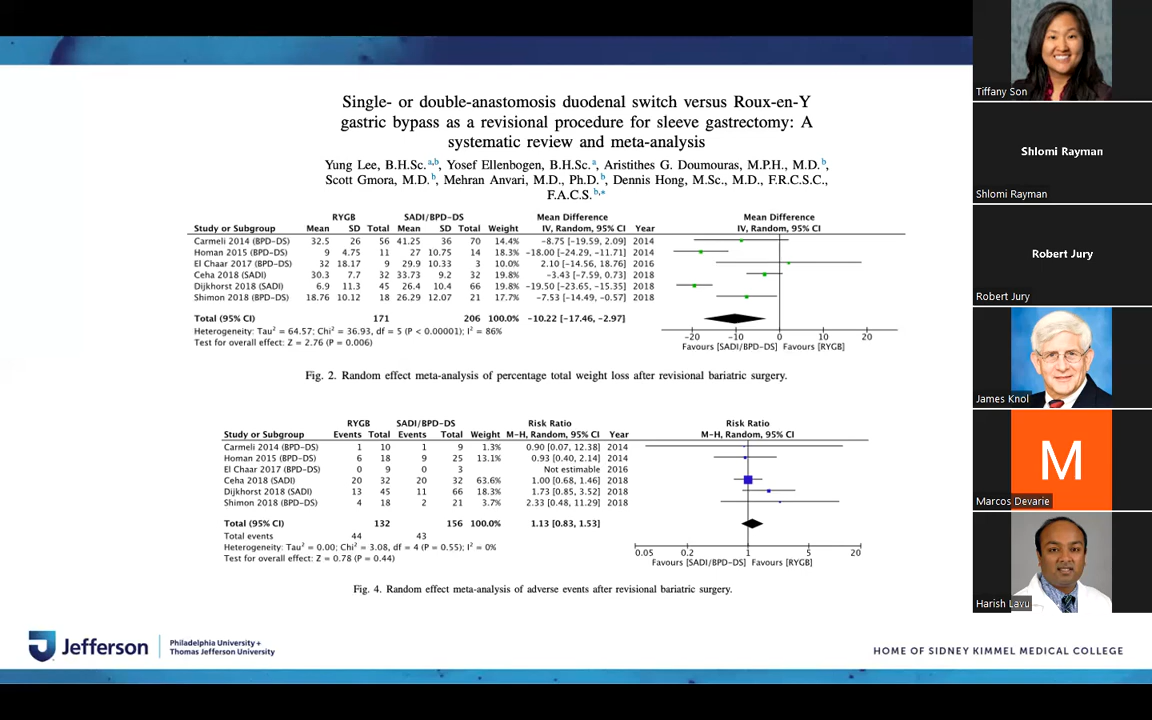 Single- or double-anastomosis duodenal switch versus Roux-en-Y
gastric bypass as a revisional procedure for sleeve gastrectomy: A
systematic review and meta-analysis
Yung Lee, B.H.Sc.a,b, Yosef Ellenbogen, B.H.Sc.a, Aristithes G. Doumouras, M.P.H., M.D.b,
Scott Gmora, M.D.b, Mehran Anvari, M.D., Ph.D.b, Dennis Hong, M.Sc., M.D., F.R.C.S.C.,
F.A.C.S.b,*
RYGB SADI/BPD-DS Mean Difference Mean Difference
Study or Subgroup Mean SD Total Mean SD Total Weight IV, Random, 95% CI Year IV, Random, 95% CI
Carmeli 2014 (BPD-DS) 32.5 26 56 41.25 36 70 14.4% -8.75 [-19.59, 2.09] 2014
Homan 2015 (BPD-DS) 9 4.75 11 27 10.75 14 18.3% -18.00 [-24.29, -11.71] 2014
El Chaar 2017 (BPD-DS) 32 18.17 9 29.9 10.33 3 10.0% 2.10 [-14.56, 18.76] 2016
Ceha 2018 (SADI) 30.3 7.7 32 33.73 9.2 32 19.8% -3.43 [-7.59, 0.73] 2018
Dijkhorst 2018 (SADI) 6.9 11.3 45 26.4 10.4 66 19.8% -19.50 [-23.65, -15.35] 2018
Shimon 2018 (BPD-DS) 18.76 10.12 18 26.29 12.07 21 17.7% -7.53 [-14.49, -0.57] 2018
Total (95% CI) 171 206 100.0% -10.22 [-17.46, -2.97]
Heterogeneity: Tau² = 64.57; Chi² = 36.93, df = 5 (P < 0.00001); I² = 86%
Test for overall effect: Z = 2.76 (P = 0.006)
-20 -10 0 10 20
Favours [SADI/BPD-DS] Favours [RYGB]
Fig. 2. Random effect meta-analysis of percentage total weight loss after revisional bariatric surgery.
RYGB SADI/BPD-DS Risk Ratio Risk Ratio
Study or Subgroup Events Total Events Total Weight M-H, Random, 95% CI Year M-H, Random, 95% CI
Carmeli 2014 (BPD-DS) 1 10 1 9 1.3% 0.90 [0.07, 12.38] 2014
Homan 2015 (BPD-DS) 6 18 9 25 13.1% 0.93 [0.40, 2.14] 2014
El Chaar 2017 (BPD-DS) 0 9 0 3 Not estimable 2016
Ceha 2018 (SADI) 20 32 20 32 63.6% 1.00 [0.68, 1.46] 2018
Dijkhorst 2018 (SADI) 13 45 11 66 18.3% 1.73 [0.85, 3.52] 2018
Shimon 2018 (BPD-DS) 4 18 2 21 3.7% 2.33 [0.48, 11.29] 2018
Total (95% CI) 132 156 100.0% 1.13 [0.83, 1.53]
Total events 44 43
Heterogeneity: Tau² = 0.00; Chi² = 3.08, df = 4 (P = 0.55); I² = 0%
Test for overall effect: Z = 0.78 (P = 0.44)
0.05 0.2 1 5 20
Favours [SADI/BPD-DS] Favours [RYGB]
Fig. 4. Random effect meta-analysis of adverse events after revisional bariatric surgery.
Jefferson
Philadelphia University +
Thomas Jefferson University
HOME OF SIDNEY KIMMEL MEDICAL COLLEGE
Tiffany Son
Shlomi Rayman
Shlomi Rayman
Robert Jury
Robert Jury
James Knol
M
Marcos Devarie
Harish Lavu